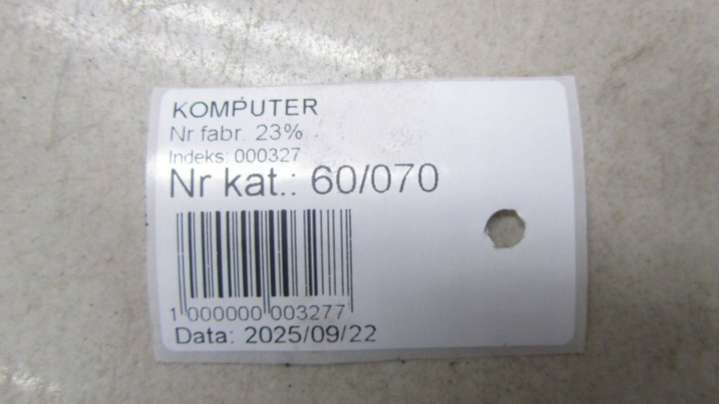 KOMPUTER
Nr fabr. 23%
Indeks: 000327
Nr kat.: 60/070
1 000000 003277
Data: 2025/09/22